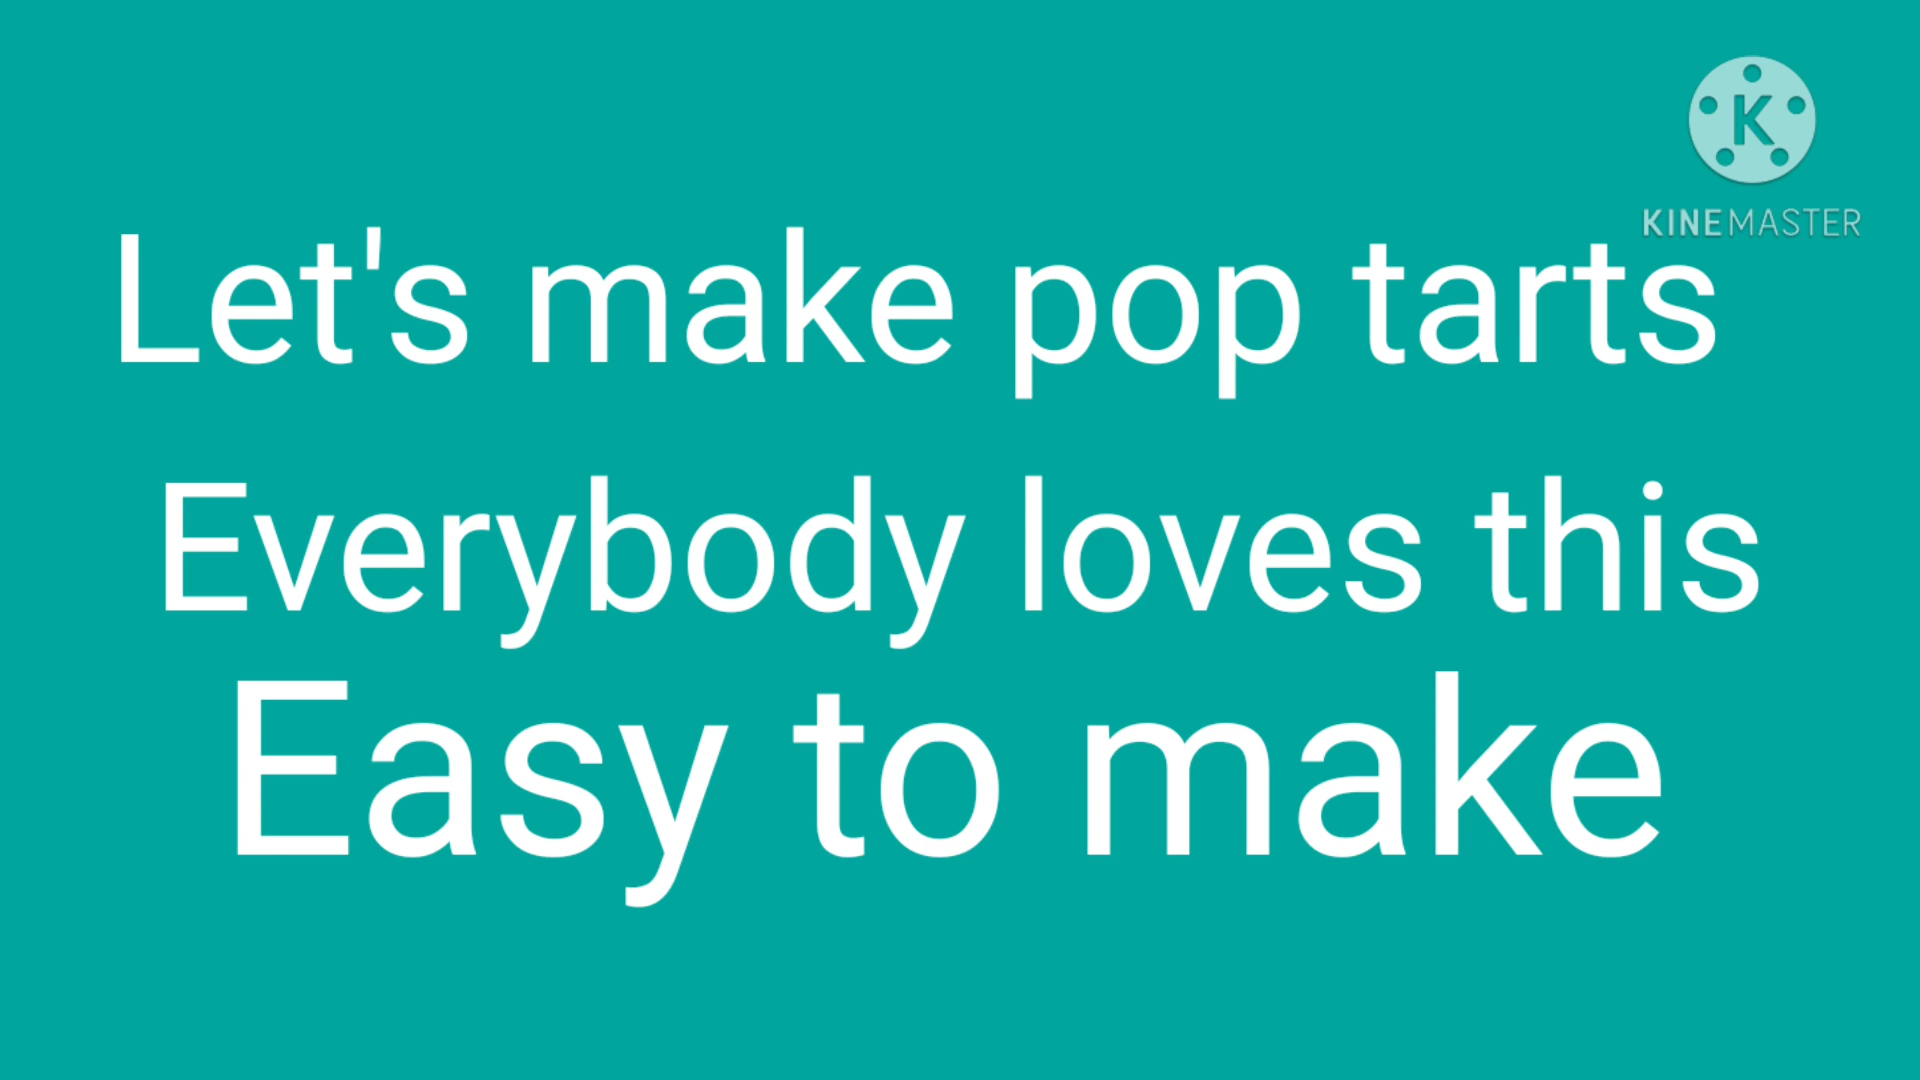 K
KINEMASTER
Let's make pop tarts
Everybody loves this
Easy to make